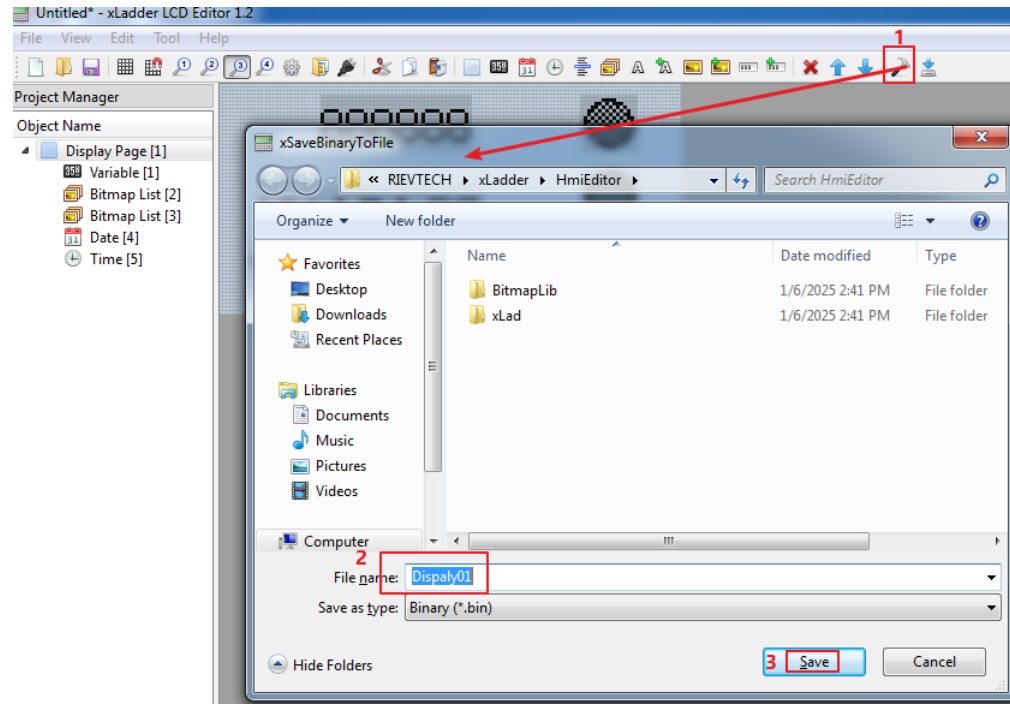 Untitled* - xLadder LCD Editor 1.2
File View Edit Tool Help
1
Project Manager
Object Name
Display Page [1]
Variable [1]
Bitmap List [2]
Bitmap List [3]
Date [4]
Time [5]
xSaveBinaryToFile
« RIEVTECH ▸ xLadder ▸ HmiEditor ▸
Search HmiEditor
Organize
New folder
Name Date modified Type
Favorites
Desktop
Downloads
Recent Places
Libraries
Documents
Music
Pictures
Videos
Computer
BitmapLib 1/6/2025 2:41 PM File folder
xLad 1/6/2025 2:41 PM File folder
2
File name: Dispaly01
Save as type: Binary (*.bin)
Hide Folders
3 Save Cancel